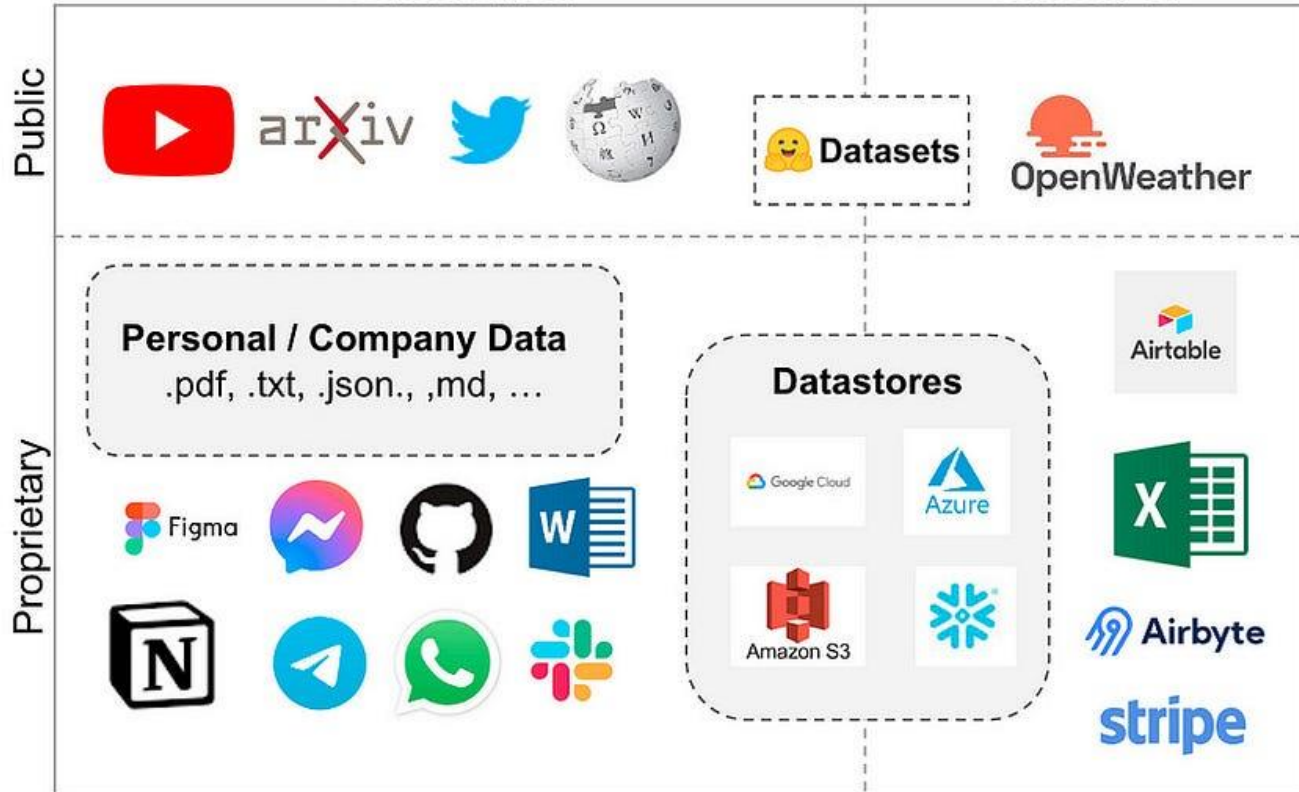 Public
arXiv
Datasets
OpenWeather
Proprietary
Personal / Company Data
.pdf, .txt, .json., ,md, …
Figma
W
N
Datastores
Google Cloud
Azure
Amazon S3
Airtable
X
Airbyte
stripe